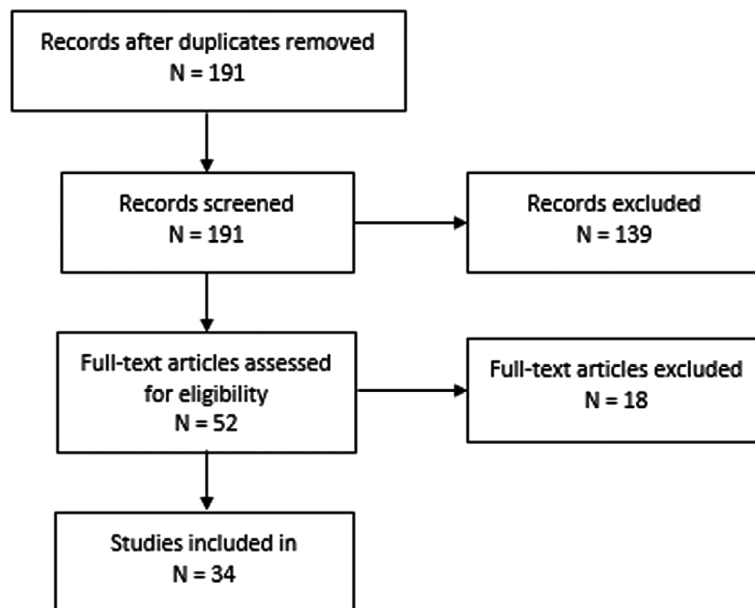 Records after duplicates removed
N = 191
Records screened
N = 191
Records excluded
N = 139
Full-text articles assessed
for eligibility
N = 52
Full-text articles excluded
N = 18
Studies included in
N = 34